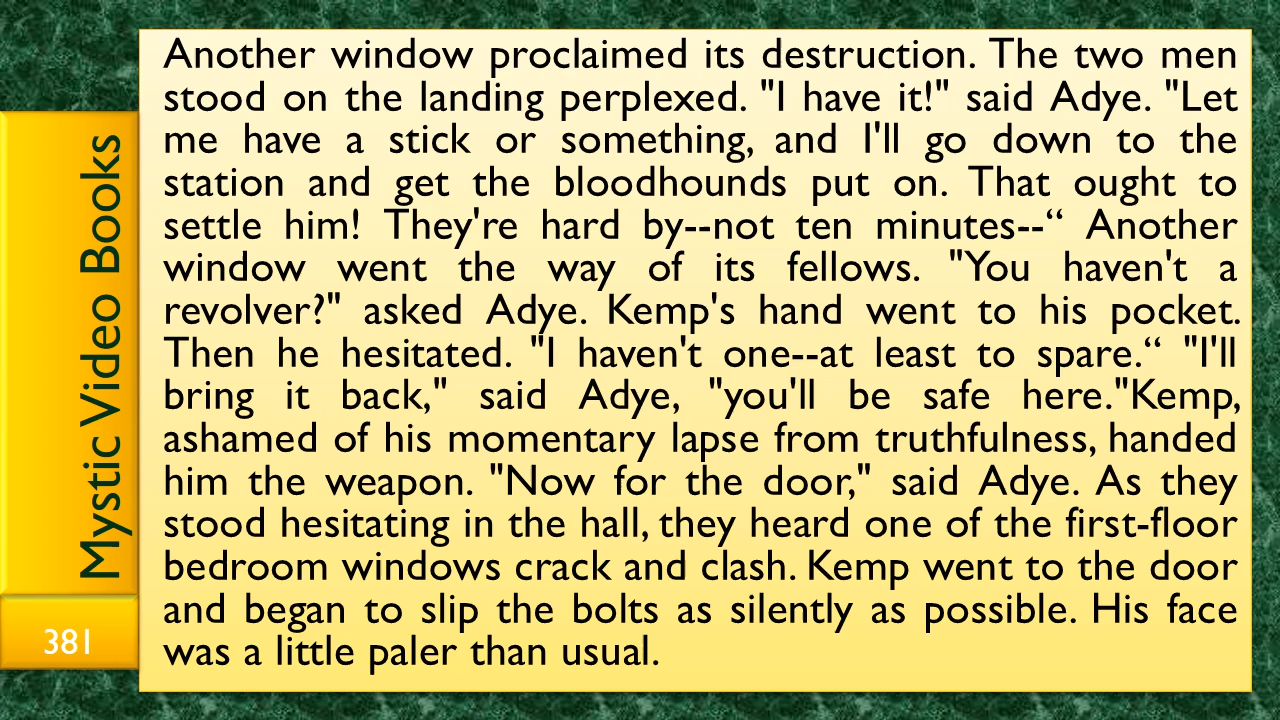 Another window proclaimed its destruction. The two men
stood on the landing perplexed. "I have it!" said Adye. "Let
me have a stick or something, and I'll go down to the
station and get the bloodhounds put on. That ought to
settle him! They're hard by--not ten minutes--“ Another
window went the way of its fellows. "You haven't a
revolver?" asked Adye. Kemp's hand went to his pocket.
Then he hesitated. "I haven't one--at least to spare.“ "I'll
bring it back," said Adye, "you'll be safe here."Kemp,
ashamed of his momentary lapse from truthfulness, handed
him the weapon. "Now for the door," said Adye. As they
stood hesitating in the hall, they heard one of the first-floor
bedroom windows crack and clash. Kemp went to the door
and began to slip the bolts as silently as possible. His face
was a little paler than usual.
Mystic Video Books
381